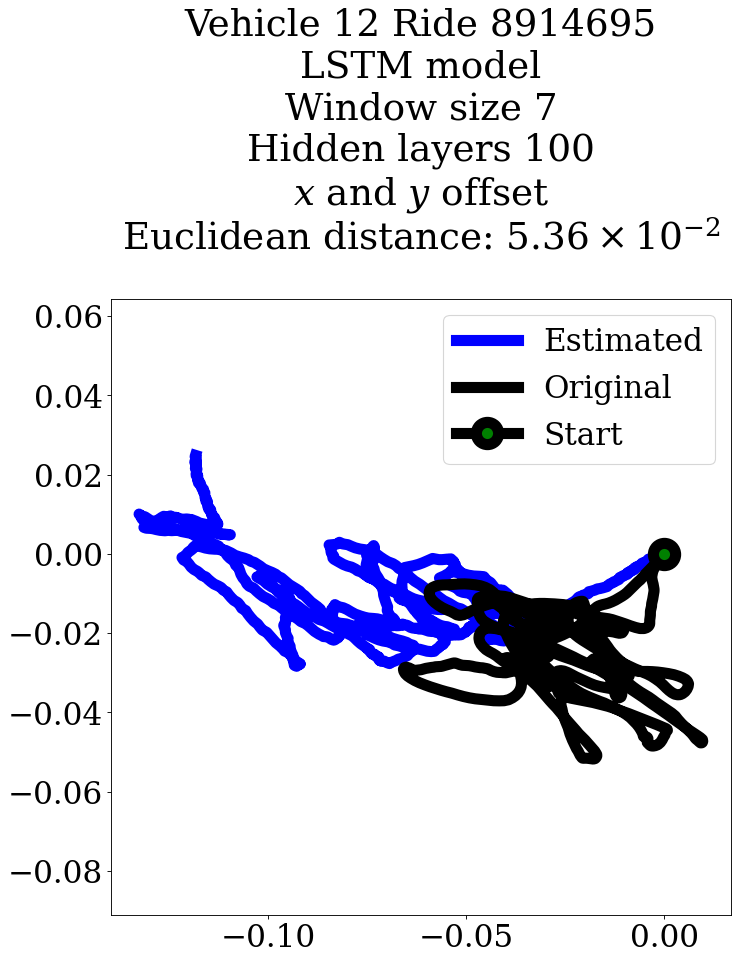 Vehicle 12 Ride 8914695
LSTM model
Window size 7
Hidden layers 100
x and y offset
Euclidean distance: 5.36 × 10⁻²
0.06
0.04
0.02
0.00
−0.02
−0.04
−0.06
−0.08
Estimated
Original
Start
−0.10
−0.05
0.00